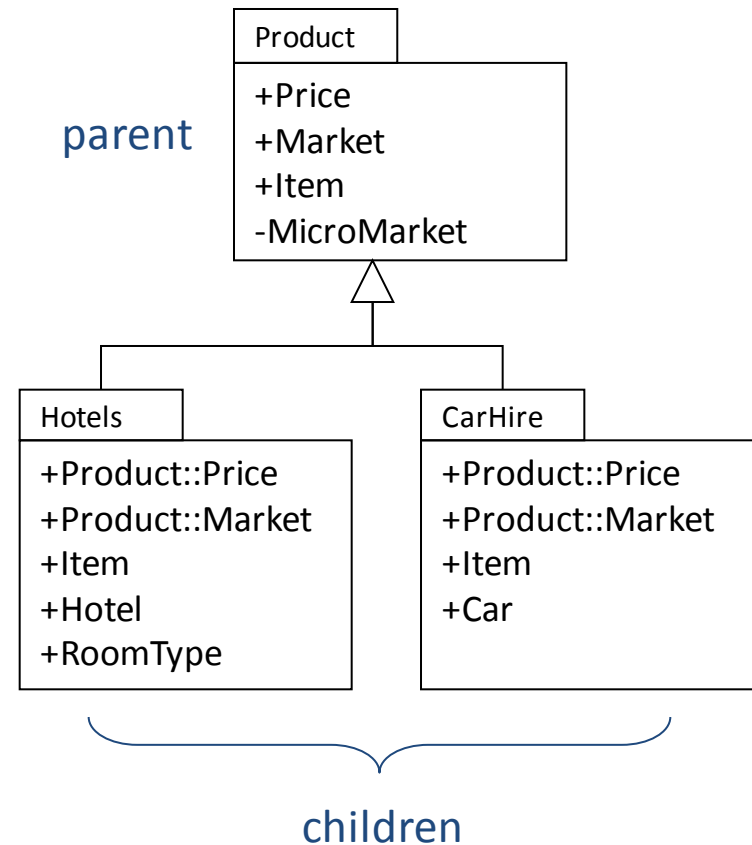 Product
parent
+Price
+Market
+Item
-MicroMarket
Hotels
+Product::Price
+Product::Market
+Item
+Hotel
+RoomType
CarHire
+Product::Price
+Product::Market
+Item
+Car
children